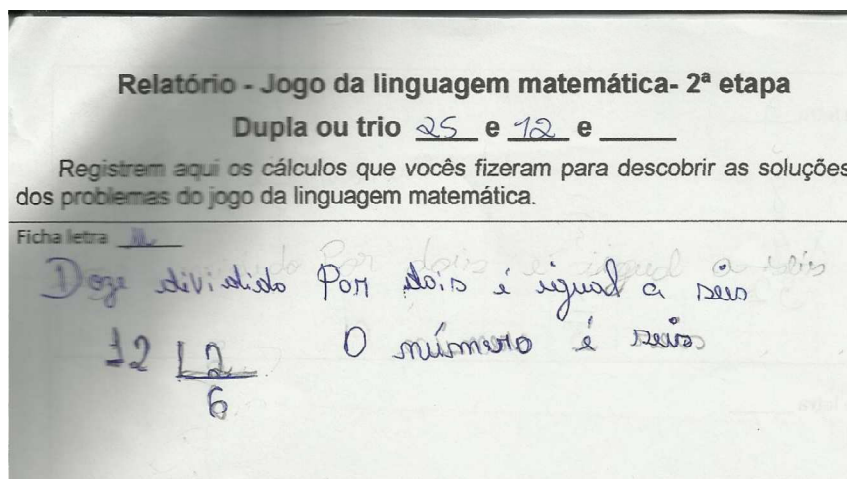 Relatório - Jogo da linguagem matemática- 2ª etapa
Dupla ou trio 25 e 12 e ______
Registrem aqui os cálculos que vocês fizeram para descobrir as soluções
dos problemas do jogo da linguagem matemática.
Ficha letra
Doze dividido Por dois é igual a seis
12 2 O número é seis
6